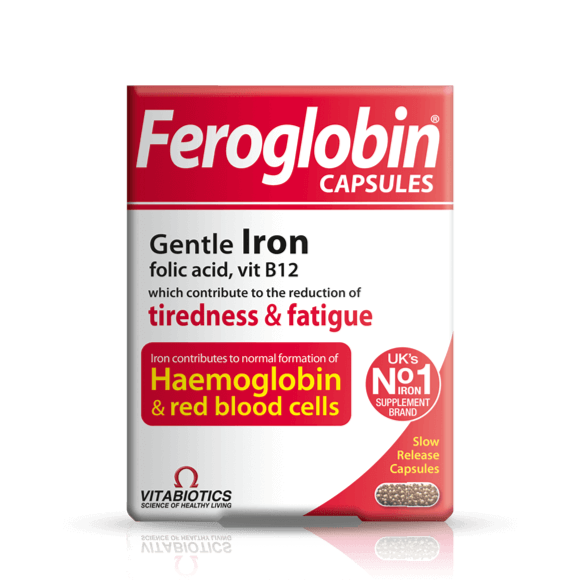 Feroglobin®
CAPSULES
Gentle Iron
folic acid, vit B12
which contribute to the reduction of
tiredness & fatigue
Iron contributes to normal formation of
Haemoglobin
& red blood cells
UK's
No1
IRON
SUPPLEMENT
BRAND
Slow
Release
Capsules
VITABIOTICS
SCIENCE OF HEALTHY LIVING